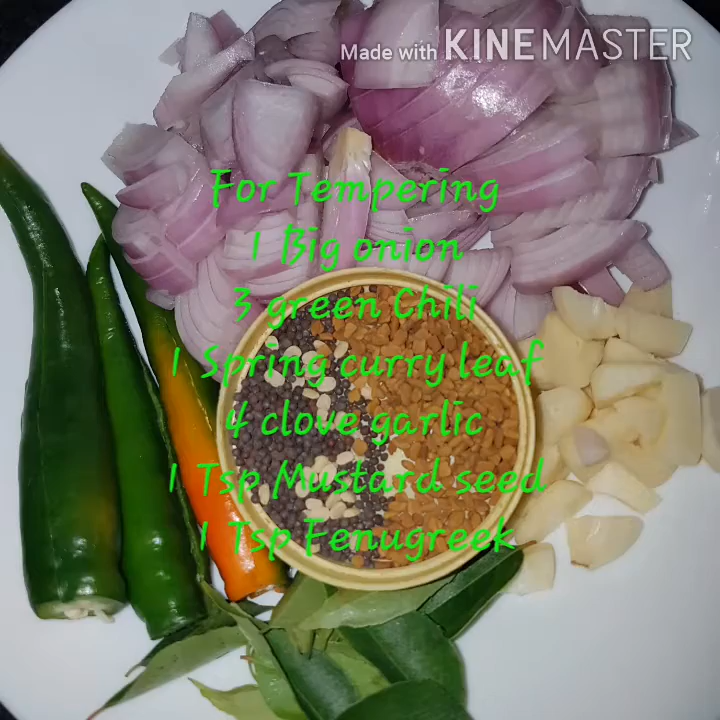 Made with KINEMASTER
For Tempering
1 Big onion
3 green Chili
1 Spring curry leaf
4 clove garlic
1 Tsp Mustard seed
1 Tsp Fenugreek